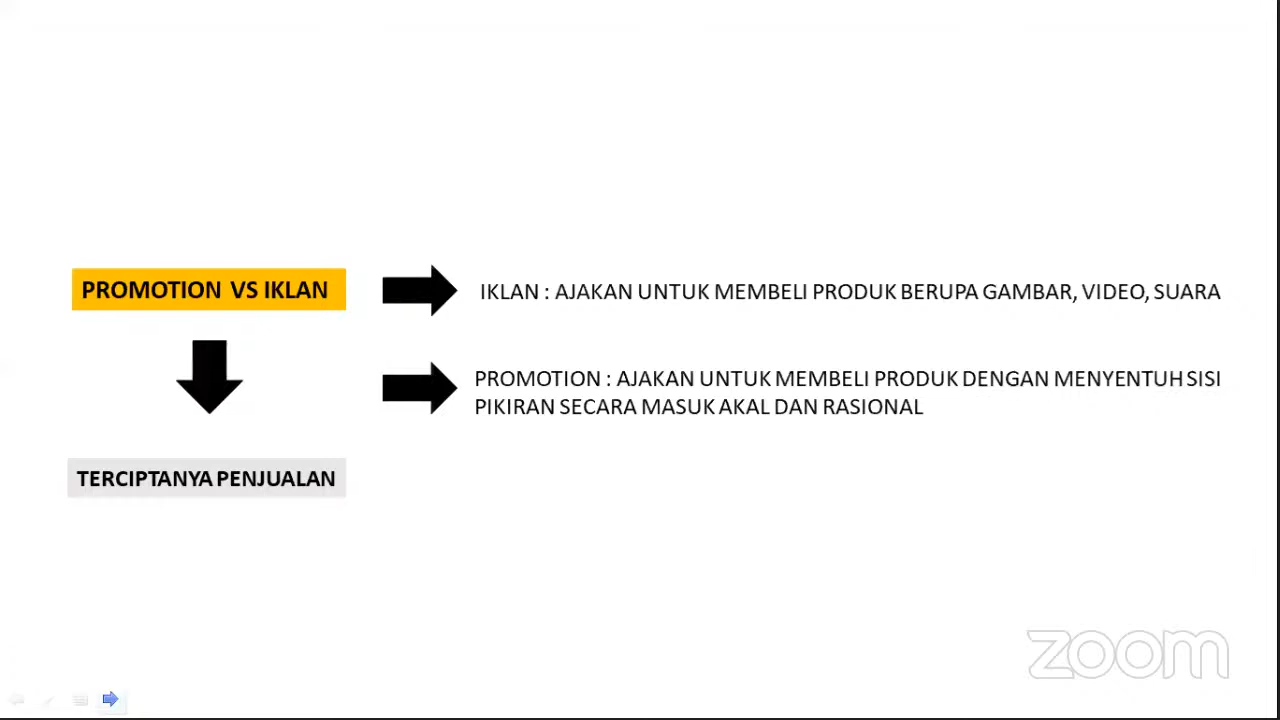 PROMOTION VS IKLAN
IKLAN : AJAKAN UNTUK MEMBELI PRODUK BERUPA GAMBAR, VIDEO, SUARA
PROMOTION : AJAKAN UNTUK MEMBELI PRODUK DENGAN MENYENTUH SISI
PIKIRAN SECARA MASUK AKAL DAN RASIONAL
TERCIPTANYA PENJUALAN
zoom